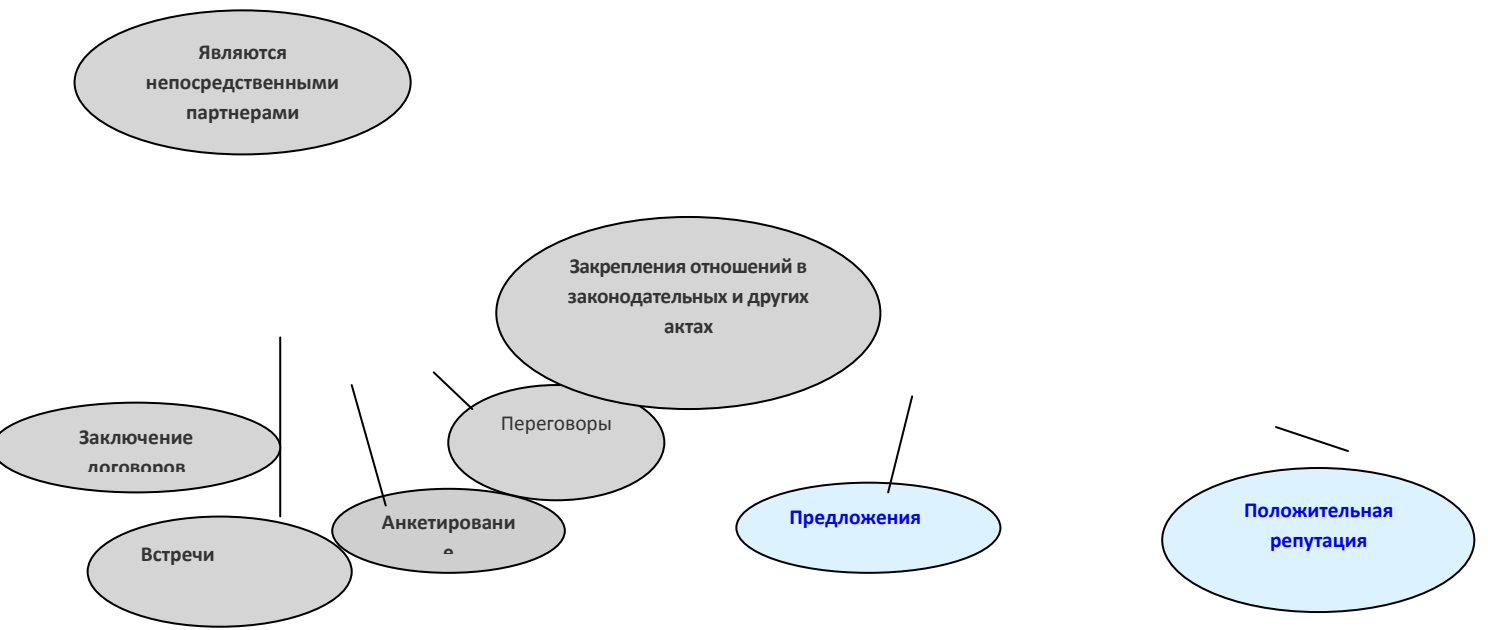 Являются
непосредственными
партнерами
Закрепления отношений в
законодательных и других
актах
Переговоры
Заключение
договоров
Анкетировани
е
Встречи
Предложения
Положительная
репутация